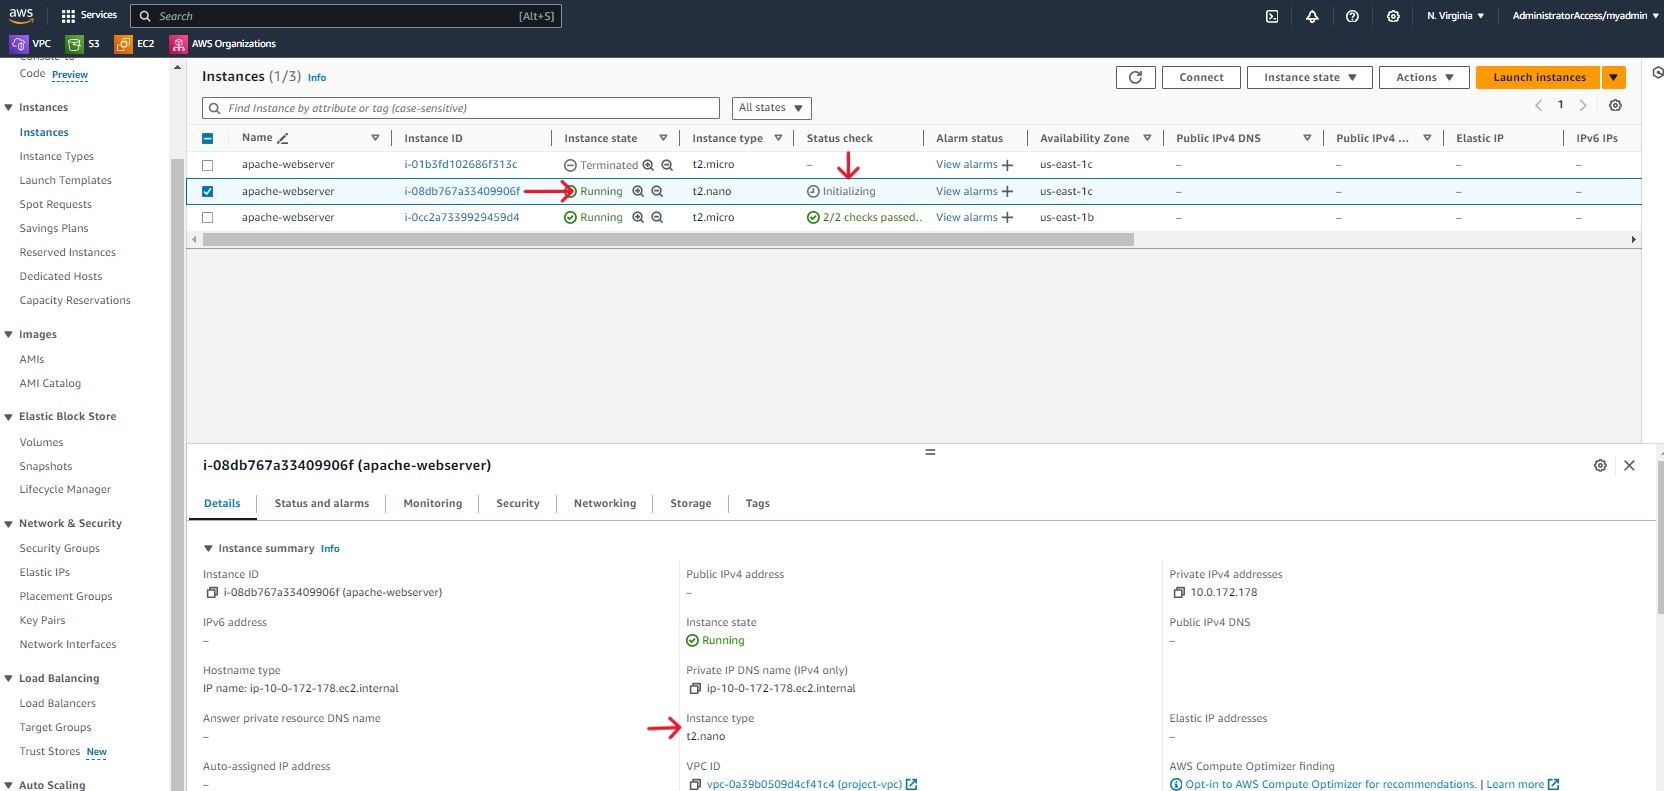 aws Services Search [Alt+S] N. Virginia AdministratorAccess/myadmin
VPC S3 EC2 AWS Organizations
Console-to-
Code Preview
Instances
Instances
Instance Types
Launch Templates
Spot Requests
Savings Plans
Reserved Instances
Dedicated Hosts
Capacity Reservations
Images
AMIs
AMI Catalog
Elastic Block Store
Volumes
Snapshots
Lifecycle Manager
Network & Security
Security Groups
Elastic IPs
Placement Groups
Key Pairs
Network Interfaces
Load Balancing
Load Balancers
Target Groups
Trust Stores New
Auto Scaling
Instances (1/3) Info Connect Instance state Actions Launch instances
Find Instance by attribute or tag (case-sensitive) All states 1
Name Instance ID Instance state Instance type Status check Alarm status Availability Zone Public IPv4 DNS Public IPv4 ... Elastic IP IPv6 IPs
apache-webserver i-01b3fd102686f313c Terminated t2.micro – View alarms + us-east-1c – – – –
apache-webserver i-08db767a33409906f Running t2.nano Initializing View alarms + us-east-1c – – – –
apache-webserver i-0cc2a7339929459d4 Running t2.micro 2/2 checks passed.. View alarms + us-east-1b – – – –
i-08db767a33409906f (apache-webserver)
Details Status and alarms Monitoring Security Networking Storage Tags
Instance summary Info
Instance ID
i-08db767a33409906f (apache-webserver)
IPv6 address
–
Hostname type
IP name: ip-10-0-172-178.ec2.internal
Answer private resource DNS name
–
Auto-assigned IP address
–
Public IPv4 address
–
Instance state
Running
Private IP DNS name (IPv4 only)
ip-10-0-172-178.ec2.internal
Instance type
t2.nano
VPC ID
vpc-0a39b0509d4cf41c4 (project-vpc)
Private IPv4 addresses
10.0.172.178
Public IPv4 DNS
–
Elastic IP addresses
–
AWS Compute Optimizer finding
Opt-in to AWS Compute Optimizer for recommendations. | Learn more